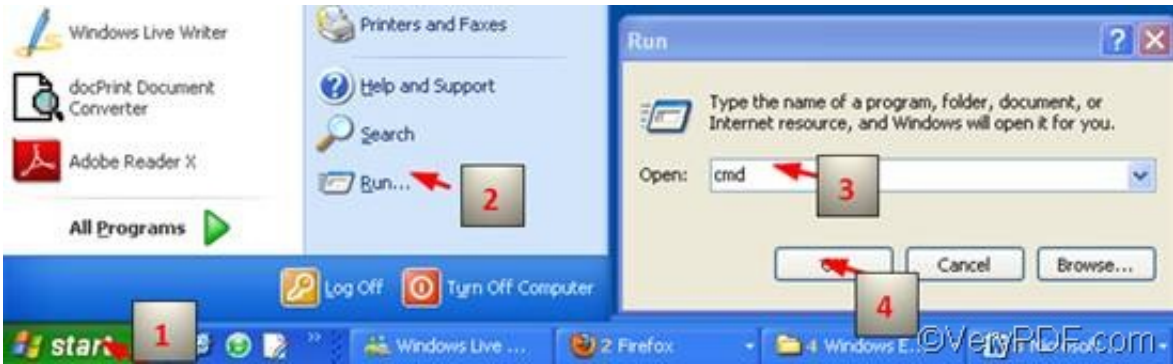 Windows Live Writer
docPrint Document
Converter
Adobe Reader X
All Programs
Printers and Faxes
Help and Support
Search
Run...
2
Log Off
Turn Off Computer
Run
Type the name of a program, folder, document, or
Internet resource, and Windows will open it for you.
Open:
cmd
3
Cancel
Browse...
4
start
1
Windows Live ...
2 Firefox
4 Windows E...
©VeryPDF.com